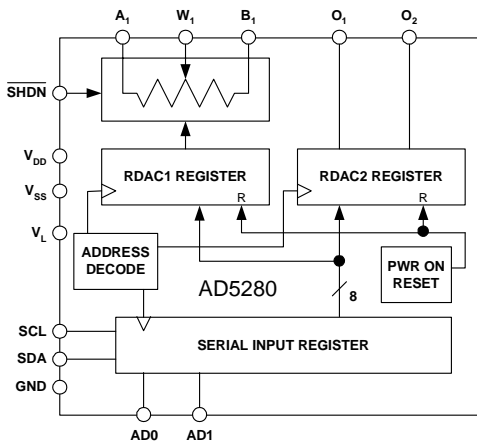 A1 W1 B1 O1 O2
SHDN
VDD
RDAC1 REGISTER
R
RDAC2 REGISTER
R
VSS
VL
ADDRESS
DECODE
PWR ON
RESET
AD5280
8
SCL
SERIAL INPUT REGISTER
SDA
GND
AD0 AD1